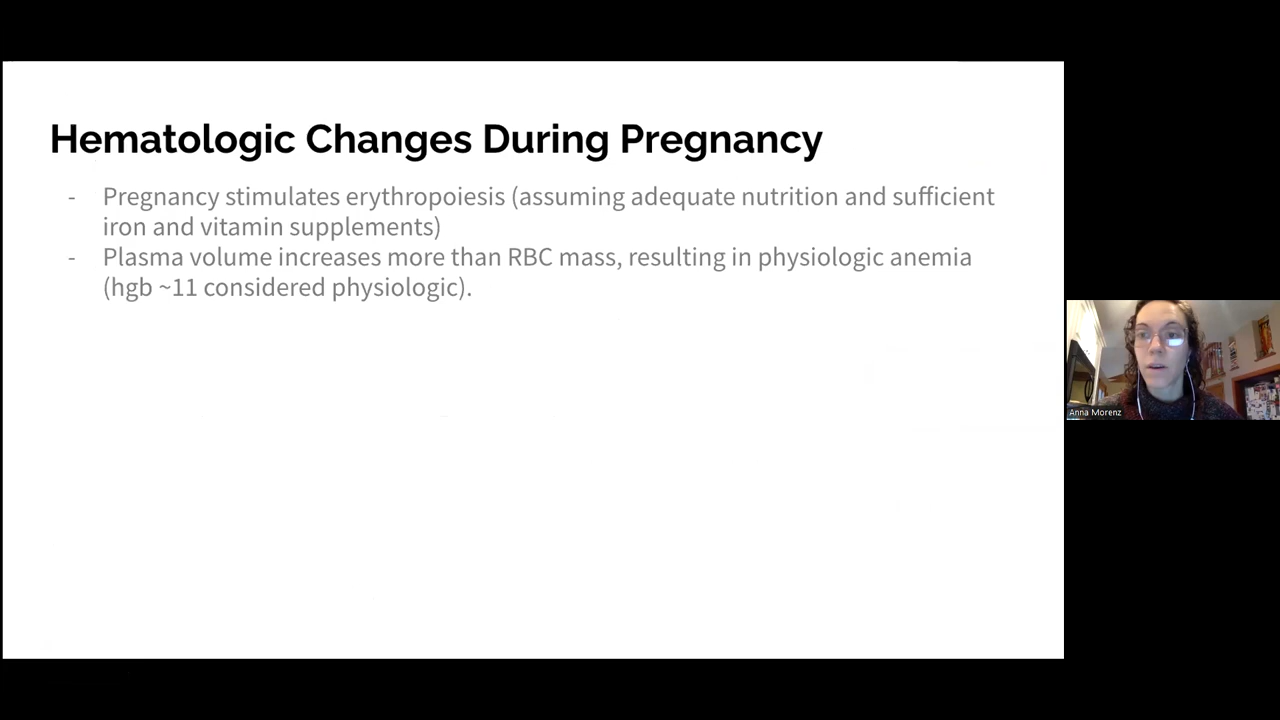 Hematologic Changes During Pregnancy
- Pregnancy stimulates erythropoiesis (assuming adequate nutrition and sufficient
iron and vitamin supplements)
- Plasma volume increases more than RBC mass, resulting in physiologic anemia
(hgb ~11 considered physiologic).
Anna Morenz